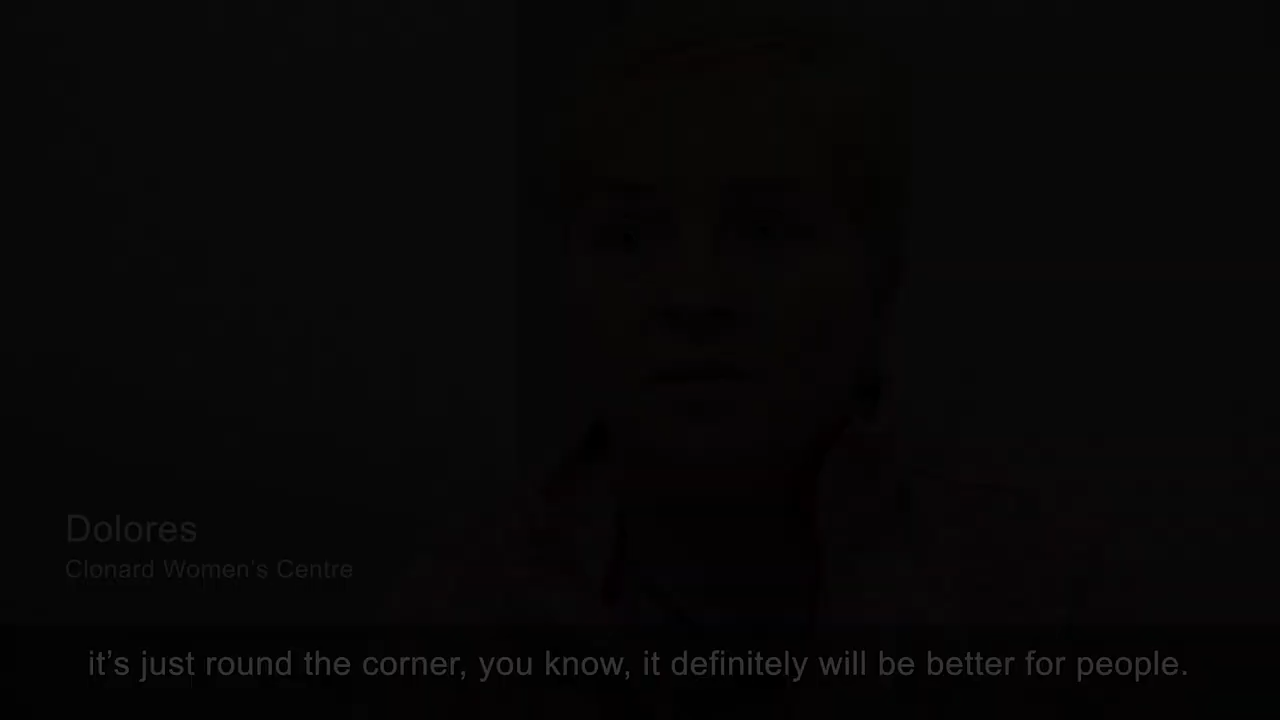 Dolores
Clonard Women's Centre
it's just round the corner, you know, it definitely will be better for people.